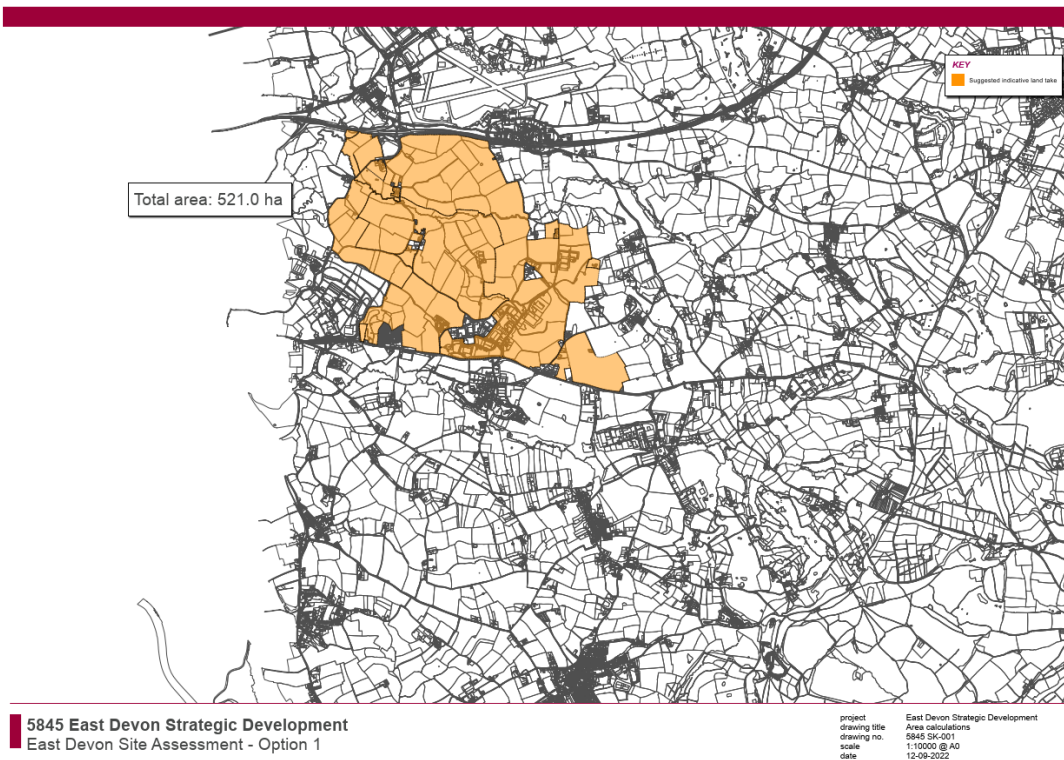 KEY
Suggested indicative land take
Total area: 521.0 ha
5845 East Devon Strategic Development
East Devon Site Assessment - Option 1
project East Devon Strategic Development
drawing title Area calculations
drawing no. 5845 SK-001
scale 1:10000 @ A0
date 12-09-2022